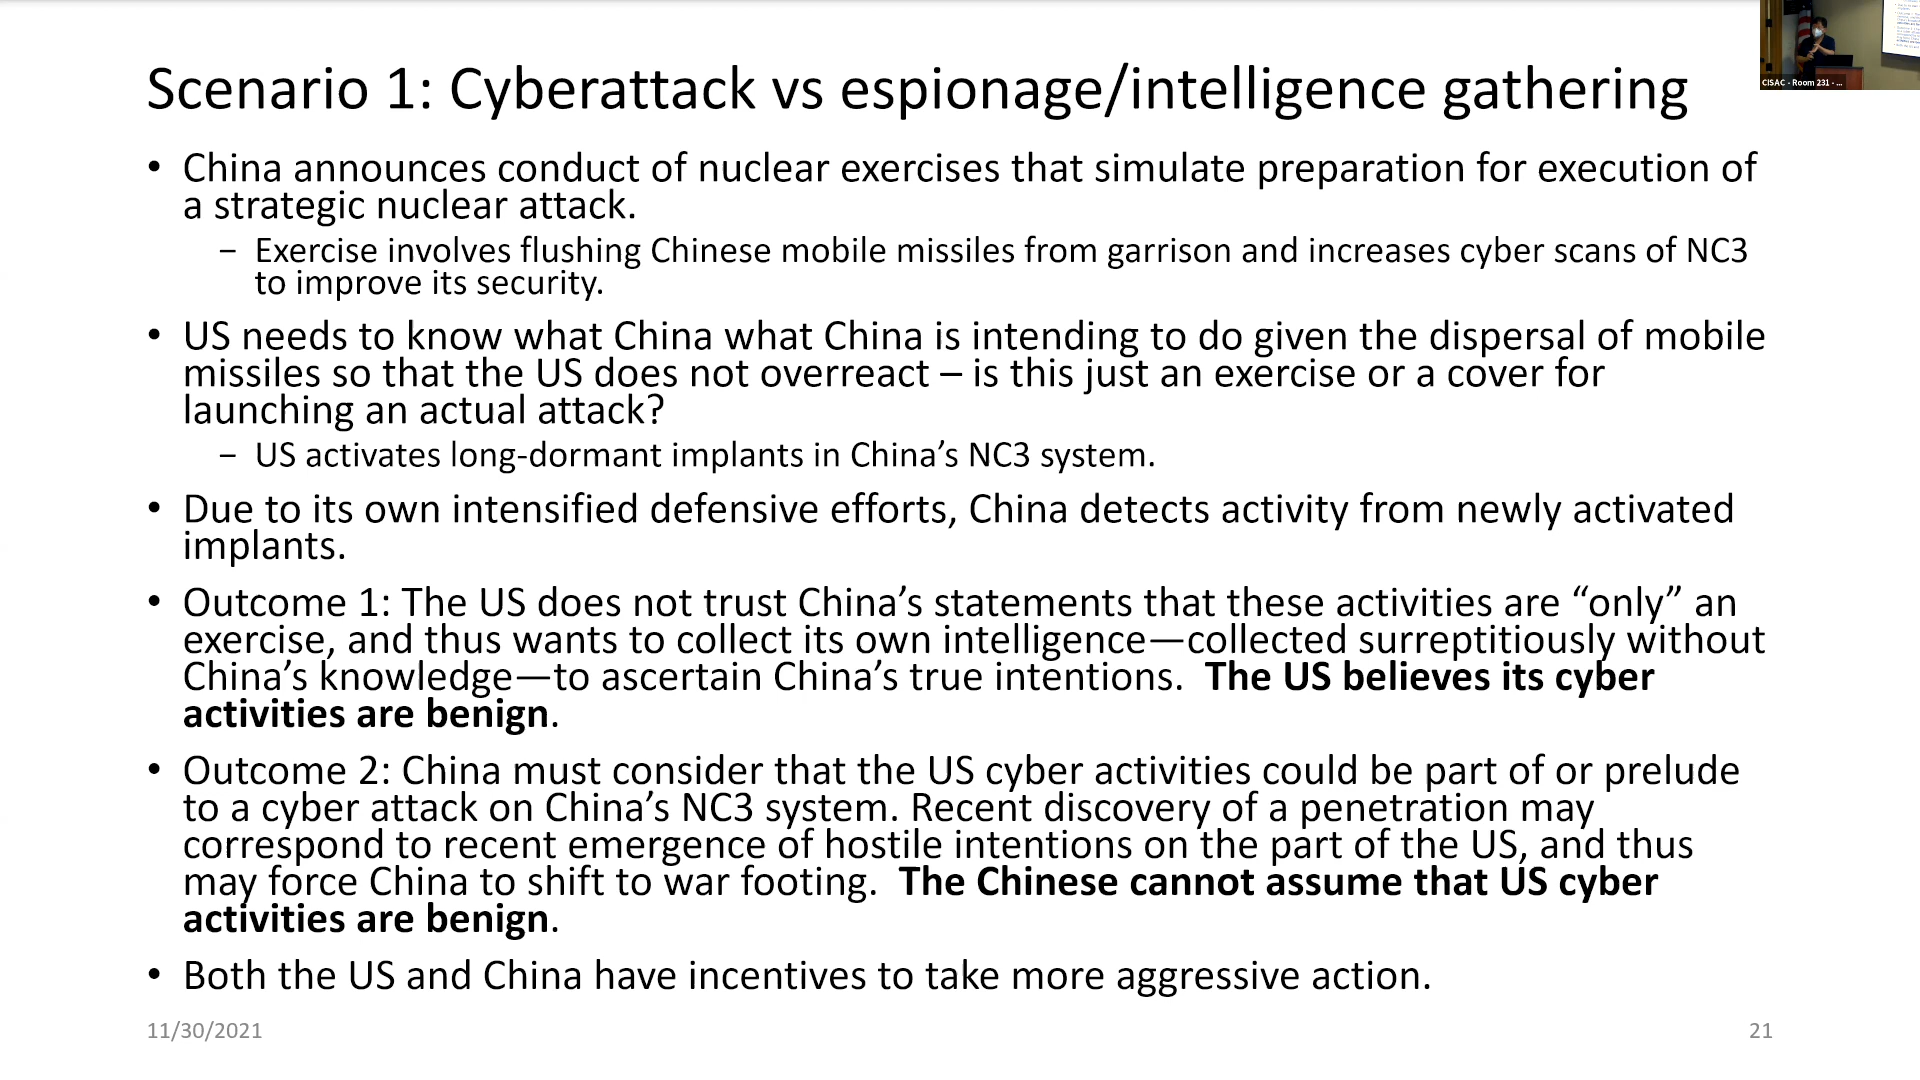 Scenario 1: Cyberattack vs espionage/intelligence gathering
CISAC - Room 231 - ...
• China announces conduct of nuclear exercises that simulate preparation for execution of
a strategic nuclear attack.
– Exercise involves flushing Chinese mobile missiles from garrison and increases cyber scans of NC3
to improve its security.
• US needs to know what China what China is intending to do given the dispersal of mobile
missiles so that the US does not overreact – is this just an exercise or a cover for
launching an actual attack?
– US activates long-dormant implants in China’s NC3 system.
• Due to its own intensified defensive efforts, China detects activity from newly activated
implants.
• Outcome 1: The US does not trust China’s statements that these activities are “only” an
exercise, and thus wants to collect its own intelligence—collected surreptitiously without
China’s knowledge—to ascertain China’s true intentions. The US believes its cyber
activities are benign.
• Outcome 2: China must consider that the US cyber activities could be part of or prelude
to a cyber attack on China’s NC3 system. Recent discovery of a penetration may
correspond to recent emergence of hostile intentions on the part of the US, and thus
may force China to shift to war footing. The Chinese cannot assume that US cyber
activities are benign.
• Both the US and China have incentives to take more aggressive action.
11/30/2021
21